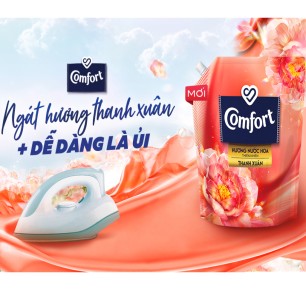 Comfort
Ngát hương thanh xuân
+ DỄ DÀNG LÀ ỦI
MỚI
Comfort
HƯƠNG NƯỚC HOA
THANH XUÂN